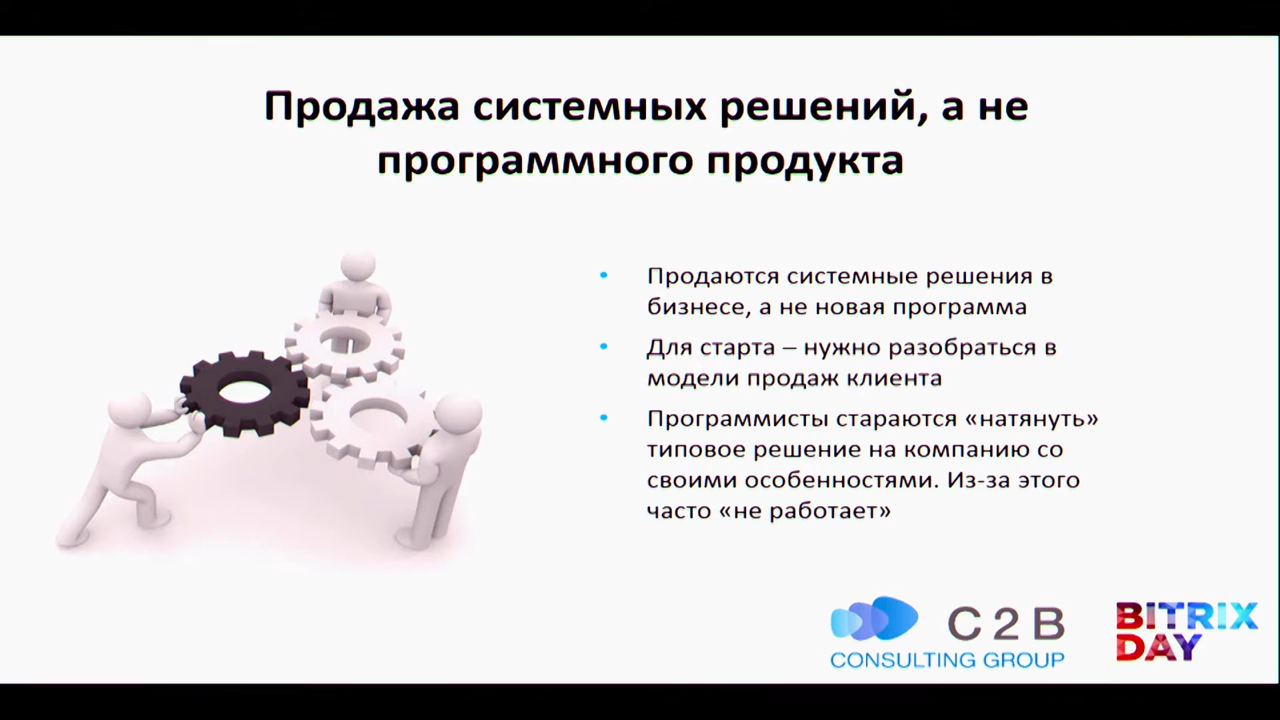 Продажа системных решений, а не
программного продукта
• Продаются системные решения в
бизнесе, а не новая программа
• Для старта – нужно разобраться в
модели продаж клиента
• Программисты стараются «натянуть»
типовое решение на компанию со
своими особенностями. Из-за этого
часто «не работает»
C2B
CONSULTING GROUP
BITRIX
DAY